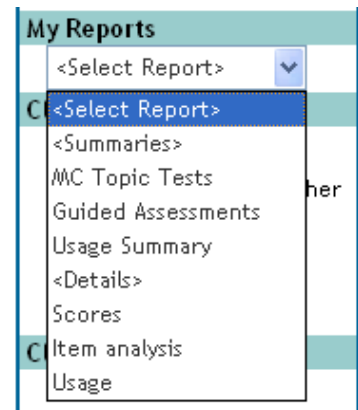 My Reports
<Select Report>
<Select Report>
<Summaries>
MC Topic Tests
her
Guided Assessments
Usage Summary
<Details>
Scores
Item analysis
Usage